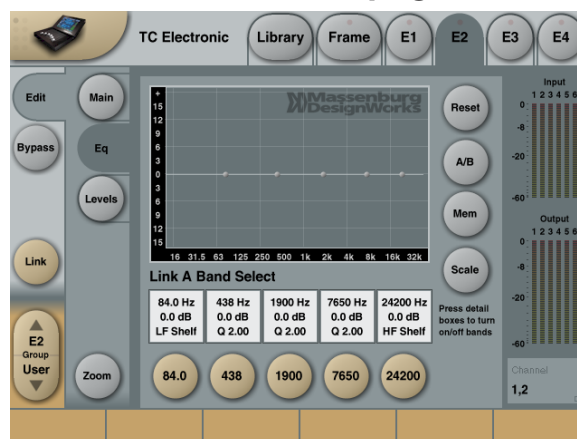 TC Electronic
Library
Frame
E1
E2
E3
E4
Edit
Bypass
Link
E2
Group
User
Main
Eq
Levels
Zoom
Massenburg
DesignWorks
+
15
12
9
6
3
0
3
6
9
12
15
16 31.5 63 125 250 500 1k 2k 4k 8k 16k 32k
Link A Band Select
84.0 Hz
0.0 dB
LF Shelf
438 Hz
0.0 dB
Q 2.00
1900 Hz
0.0 dB
Q 2.00
7650 Hz
0.0 dB
Q 2.00
24200 Hz
0.0 dB
HF Shelf
84.0
438
1900
7650
24200
Reset
A/B
Mem
Scale
Press detail
boxes to turn
on/off bands
Input
1 2 3 4 5 6
0
-8
-20
-60
Output
1 2 3 4 5 6
0
-8
-20
-60
Channel
1,2